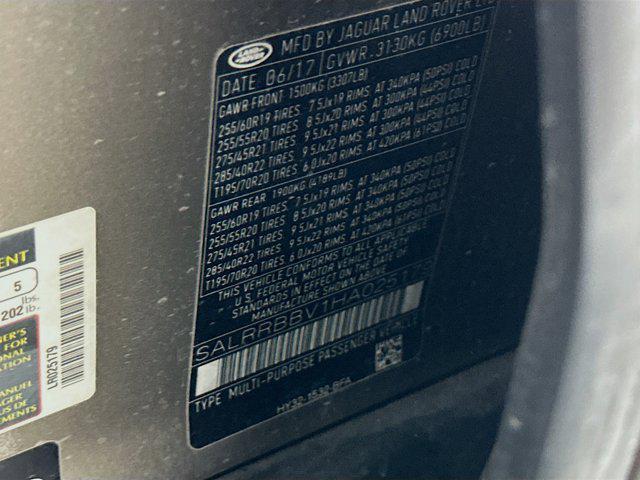 LAND ROVER
MFD BY JAGUAR LAND ROVER
DATE 06/17 GVWR 3130KG (6900LB)
GAWR FRONT 1500KG (3307LB)
255/60R19 TIRES 7.5Jx19 RIMS AT 340KPA (50PSI) COLD
255/55R20 TIRES 8.5Jx20 RIMS AT 300KPA (44PSI) COLD
275/45R21 TIRES 9.5Jx21 RIMS AT 300KPA (44PSI) COLD
285/40R22 TIRES 9.5Jx22 RIMS AT 300KPA (44PSI) COLD
T195/70R20 TIRES 6.0Jx20 RIMS AT 420KPA (61PSI) COLD
GAWR REAR 1900KG (4189LB)
255/60R19 TIRES 7.5Jx19 RIMS AT 340KPA (50PSI) COLD
255/55R20 TIRES 8.5Jx20 RIMS AT 340KPA (50PSI) COLD
275/45R21 TIRES 9.5Jx21 RIMS AT 340KPA (50PSI) COLD
285/40R22 TIRES 9.5Jx22 RIMS AT 340KPA (50PSI) COLD
T195/70R20 TIRES 6.0Jx20 RIMS AT 420KPA (61PSI) COLD
THIS VEHICLE CONFORMS TO ALL APPLICABLE
U.S. FEDERAL MOTOR VEHICLE SAFETY
STANDARDS IN EFFECT ON THE DATE OF
MANUFACTURE SHOWN ABOVE
SALRRBBV1HA025179
TYPE MULTI-PURPOSE PASSENGER VEHICLE
HY32-1532-BFA
ENT
5
202 lbs.
lb.
LR025179